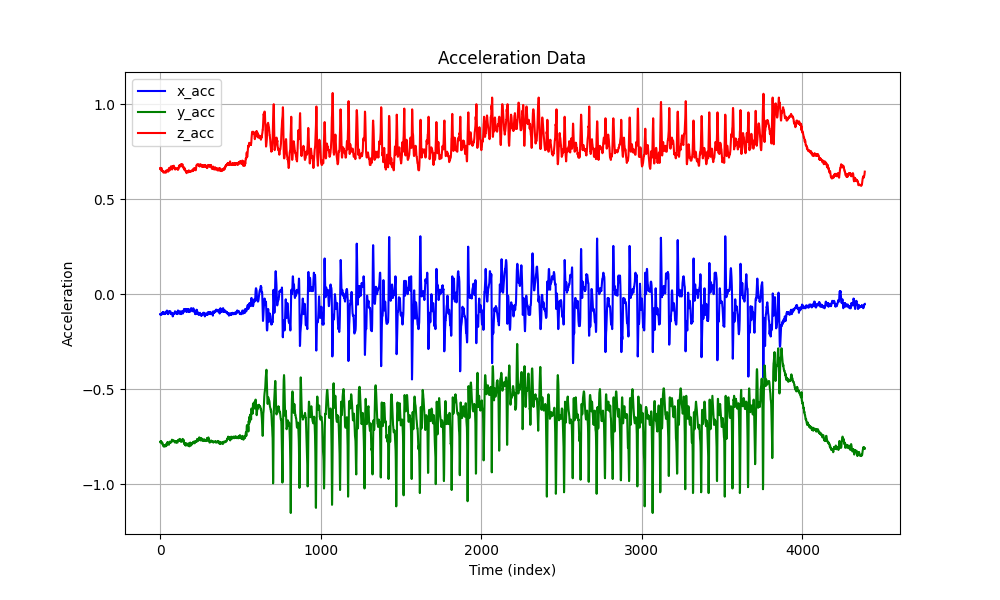 Acceleration Data
x_acc
y_acc
z_acc
1.0
0.5
0.0
−0.5
−1.0
Acceleration
0 1000 2000 3000 4000
Time (index)